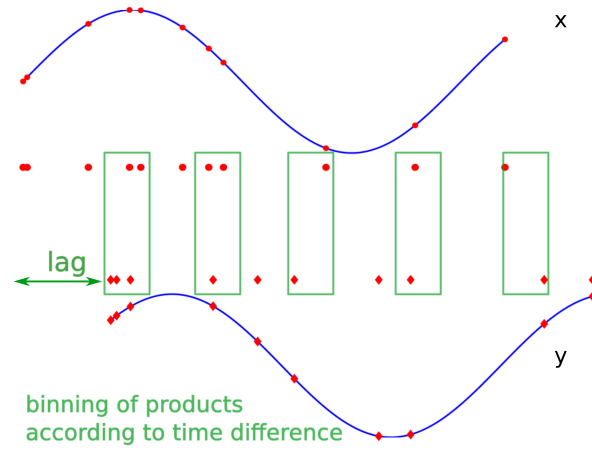 x
lag
y
binning of products
according to time difference